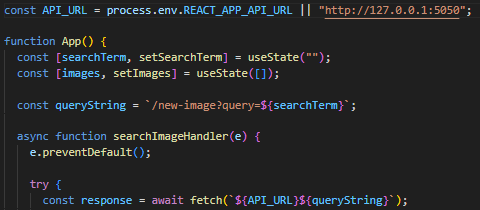 const API_URL = process.env.REACT_APP_API_URL || "http://127.0.0.1:5050";
function App() {
const [searchTerm, setSearchTerm] = useState("");
const [images, setImages] = useState([]);
const queryString = `/new-image?query=${searchTerm}`;
async function searchImageHandler(e) {
e.preventDefault();
try {
const response = await fetch(`${API_URL}${queryString}`);